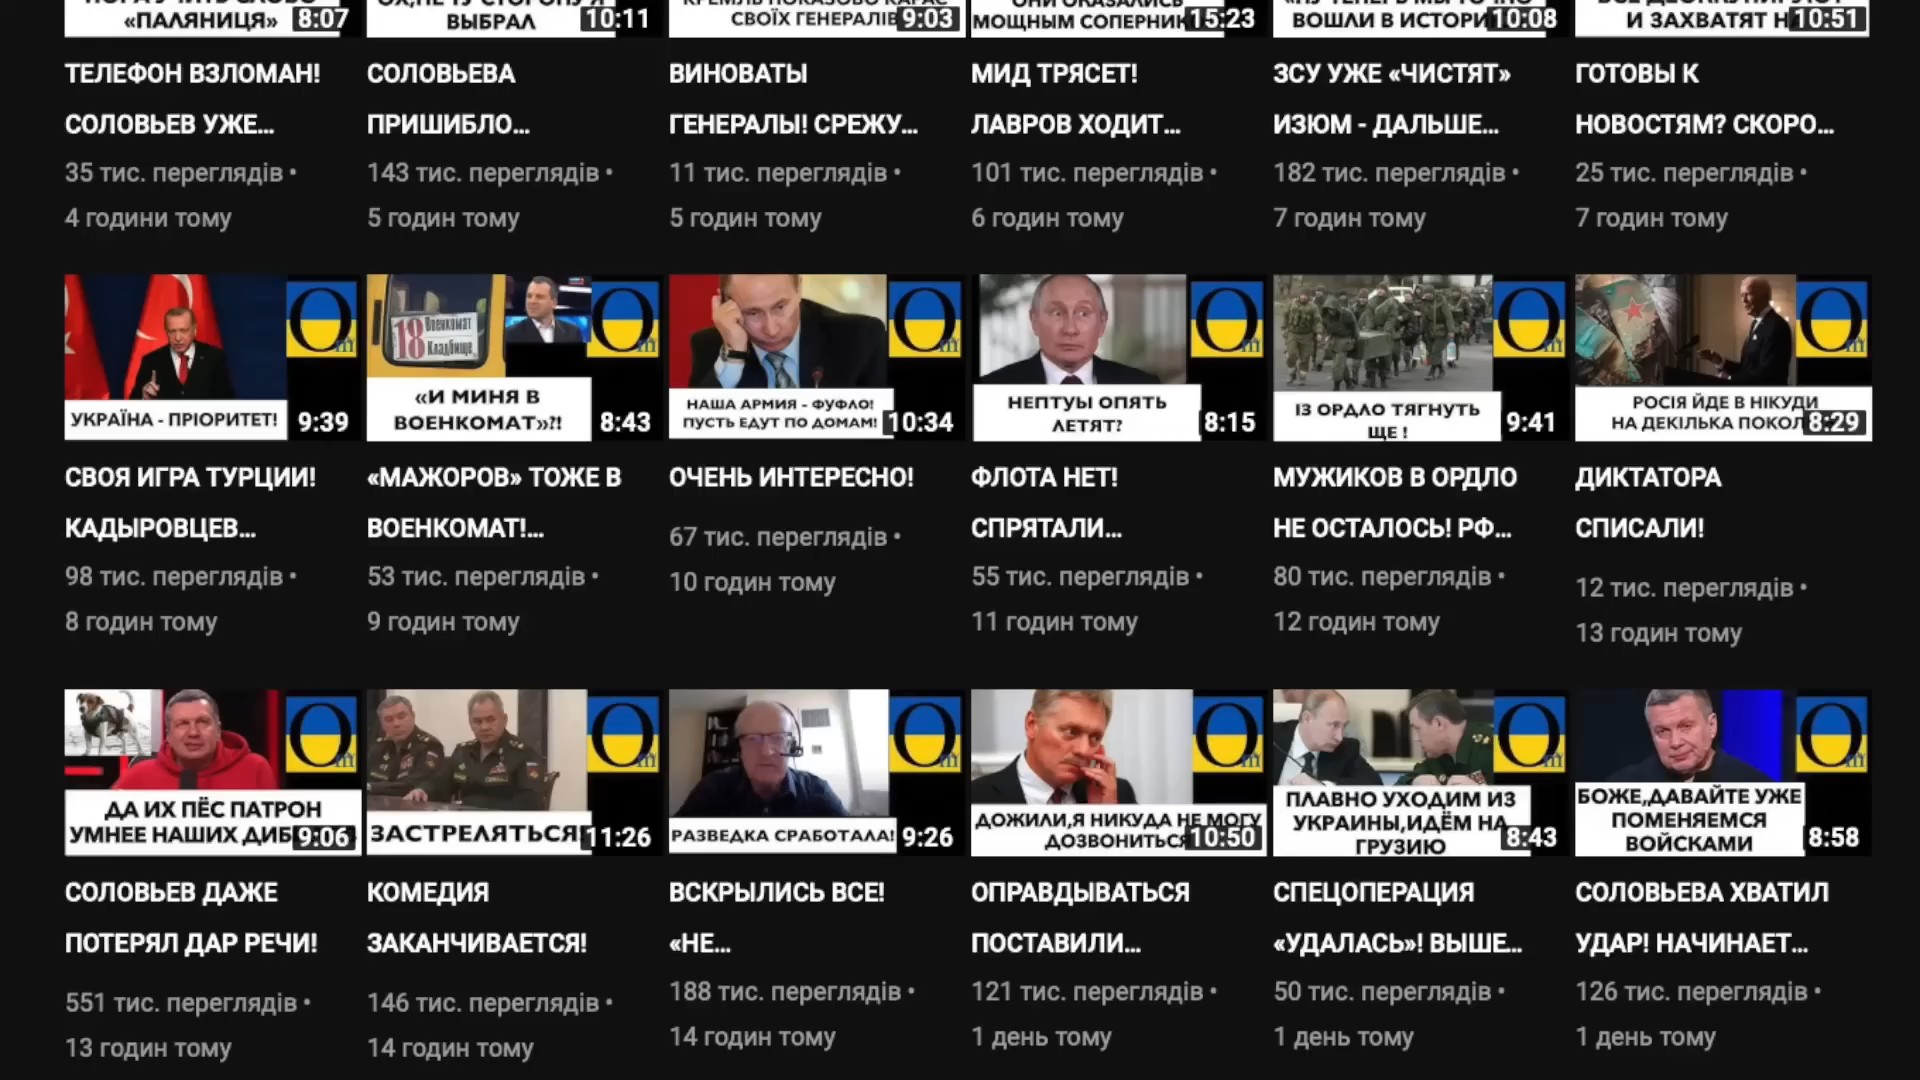 «ПАЛЯНИЦЯ»
8:07
ВЫБРАЛ
10:11
СВОЇХ ГЕНЕРАЛІВ
9:03
МОЩНЫМ СОПЕРНИК
15:23
ВОШЛИ В ИСТОРИ
10:08
И ЗАХВАТЯТ Н
10:51
ТЕЛЕФОН ВЗЛОМАН!
СОЛОВЬЕВ УЖЕ...
35 тис. переглядів •
4 години тому
СОЛОВЬЕВА
ПРИШИБЛО...
143 тис. переглядів •
5 годин тому
ВИНОВАТЫ
ГЕНЕРАЛЫ! СРЕЖУ...
11 тис. переглядів •
5 годин тому
МИД ТРЯСЕТ!
ЛАВРОВ ХОДИТ...
101 тис. переглядів •
6 годин тому
ЗСУ УЖЕ «ЧИСТЯТ»
ИЗЮМ - ДАЛЬШЕ...
182 тис. переглядів •
7 годин тому
ГОТОВЫ К
НОВОСТЯМ? СКОРО...
25 тис. переглядів •
7 годин тому
УКРАЇНА - ПРІОРИТЕТ!
9:39
18 Военкомат
Кладбище
«И МИНЯ В
ВОЕНКОМАТ»?!
8:43
НАША АРМИЯ - ФУФЛО!
ПУСТЬ ЕДУТ ПО ДОМАМ!
10:34
НЕПТУЫ ОПЯТЬ
ЛЕТЯТ?
8:15
ІЗ ОРДЛО ТЯГНУТЬ
ЩЕ !
9:41
РОСІЯ ЙДЕ В НІКУДИ
НА ДЕКІЛЬКА ПОКОЛ
8:29
СВОЯ ИГРА ТУРЦИИ!
КАДЫРОВЦЕВ...
98 тис. переглядів •
8 годин тому
«МАЖОРОВ» ТОЖЕ В
ВОЕНКОМАТ!...
53 тис. переглядів •
9 годин тому
ОЧЕНЬ ИНТЕРЕСНО!
67 тис. переглядів •
10 годин тому
ФЛОТА НЕТ!
СПРЯТАЛИ...
55 тис. переглядів •
11 годин тому
МУЖИКОВ В ОРДЛО
НЕ ОСТАЛОСЬ! РФ...
80 тис. переглядів •
12 годин тому
ДИКТАТОРА
СПИСАЛИ!
12 тис. переглядів •
13 годин тому
ДА ИХ ПЁС ПАТРОН
УМНЕЕ НАШИХ ДИБ
9:06
ЗАСТРЕЛЯТЬСЯ
11:26
РАЗВЕДКА СРАБОТАЛА!
9:26
ДОЖИЛИ,Я НИКУДА НЕ МОГУ
ДОЗВОНИТЬСЯ
10:50
ПЛАВНО УХОДИМ ИЗ
УКРАИНЫ,ИДЁМ НА
ГРУЗИЮ
8:43
БОЖЕ,ДАВАЙТЕ УЖЕ
ПОМЕНЯЕМСЯ
ВОЙСКАМИ
8:58
СОЛОВЬЕВ ДАЖЕ
ПОТЕРЯЛ ДАР РЕЧИ!
551 тис. переглядів •
13 годин тому
КОМЕДИЯ
ЗАКАНЧИВАЕТСЯ!
146 тис. переглядів •
14 годин тому
ВСКРЫЛИСЬ ВСЕ!
«НЕ...
188 тис. переглядів •
14 годин тому
ОПРАВДЫВАТЬСЯ
ПОСТАВИЛИ...
121 тис. переглядів •
1 день тому
СПЕЦОПЕРАЦИЯ
«УДАЛАСЬ»! ВЫШЕ...
50 тис. переглядів •
1 день тому
СОЛОВЬЕВА ХВАТИЛ
УДАР! НАЧИНАЕТ...
126 тис. переглядів •
1 день тому